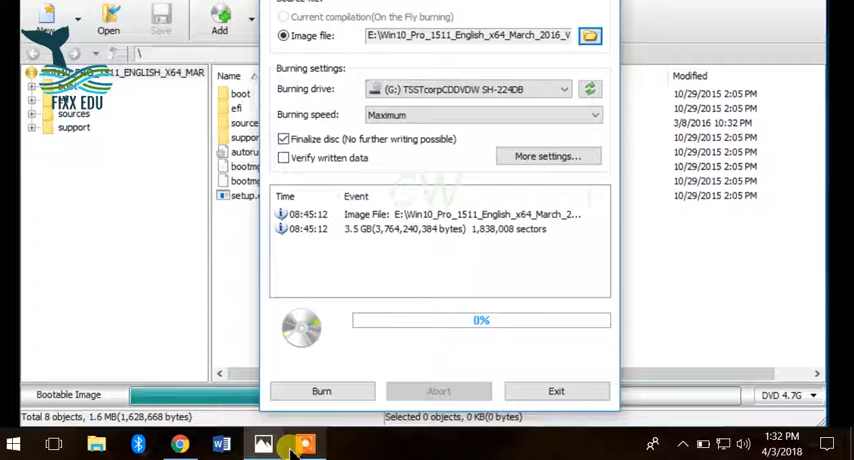 Source file:
New
Open
Save
Add
Current compilation(On the Fly burning)
Image file:
E:\Win10_Pro_1511_English_x64_March_2016_V
\
WIN10_PRO_1511_ENGLISH_X64_MAR
sources
support
FIXX EDU
Name
boot
efi
source
suppor
autoru
bootmg
bootmg
setup.e
Burning settings:
Burning drive:
(G:) TSSTcorpCDDVDW SH-224DB
Burning speed:
Maximum
Finalize disc (No further writing possible)
Verify written data
More settings...
GW
Time
Event
08:45:12
Image File: E:\Win10_Pro_1511_English_x64_March_2...
08:45:12
3.5 GB(3,764,240,384 bytes) 1,838,008 sectors
0%
Burn
Abort
Exit
Modified
10/29/2015 2:05 PM
10/29/2015 2:05 PM
3/8/2016 10:32 PM
10/29/2015 2:05 PM
10/29/2015 2:05 PM
10/29/2015 2:05 PM
10/29/2015 2:05 PM
10/29/2015 2:05 PM
Bootable Image
DVD 4.7G
Total 8 objects, 1.6 MB(1,628,668 bytes)
Selected 0 objects, 0 KB(0 bytes)
1:32 PM
4/3/2018